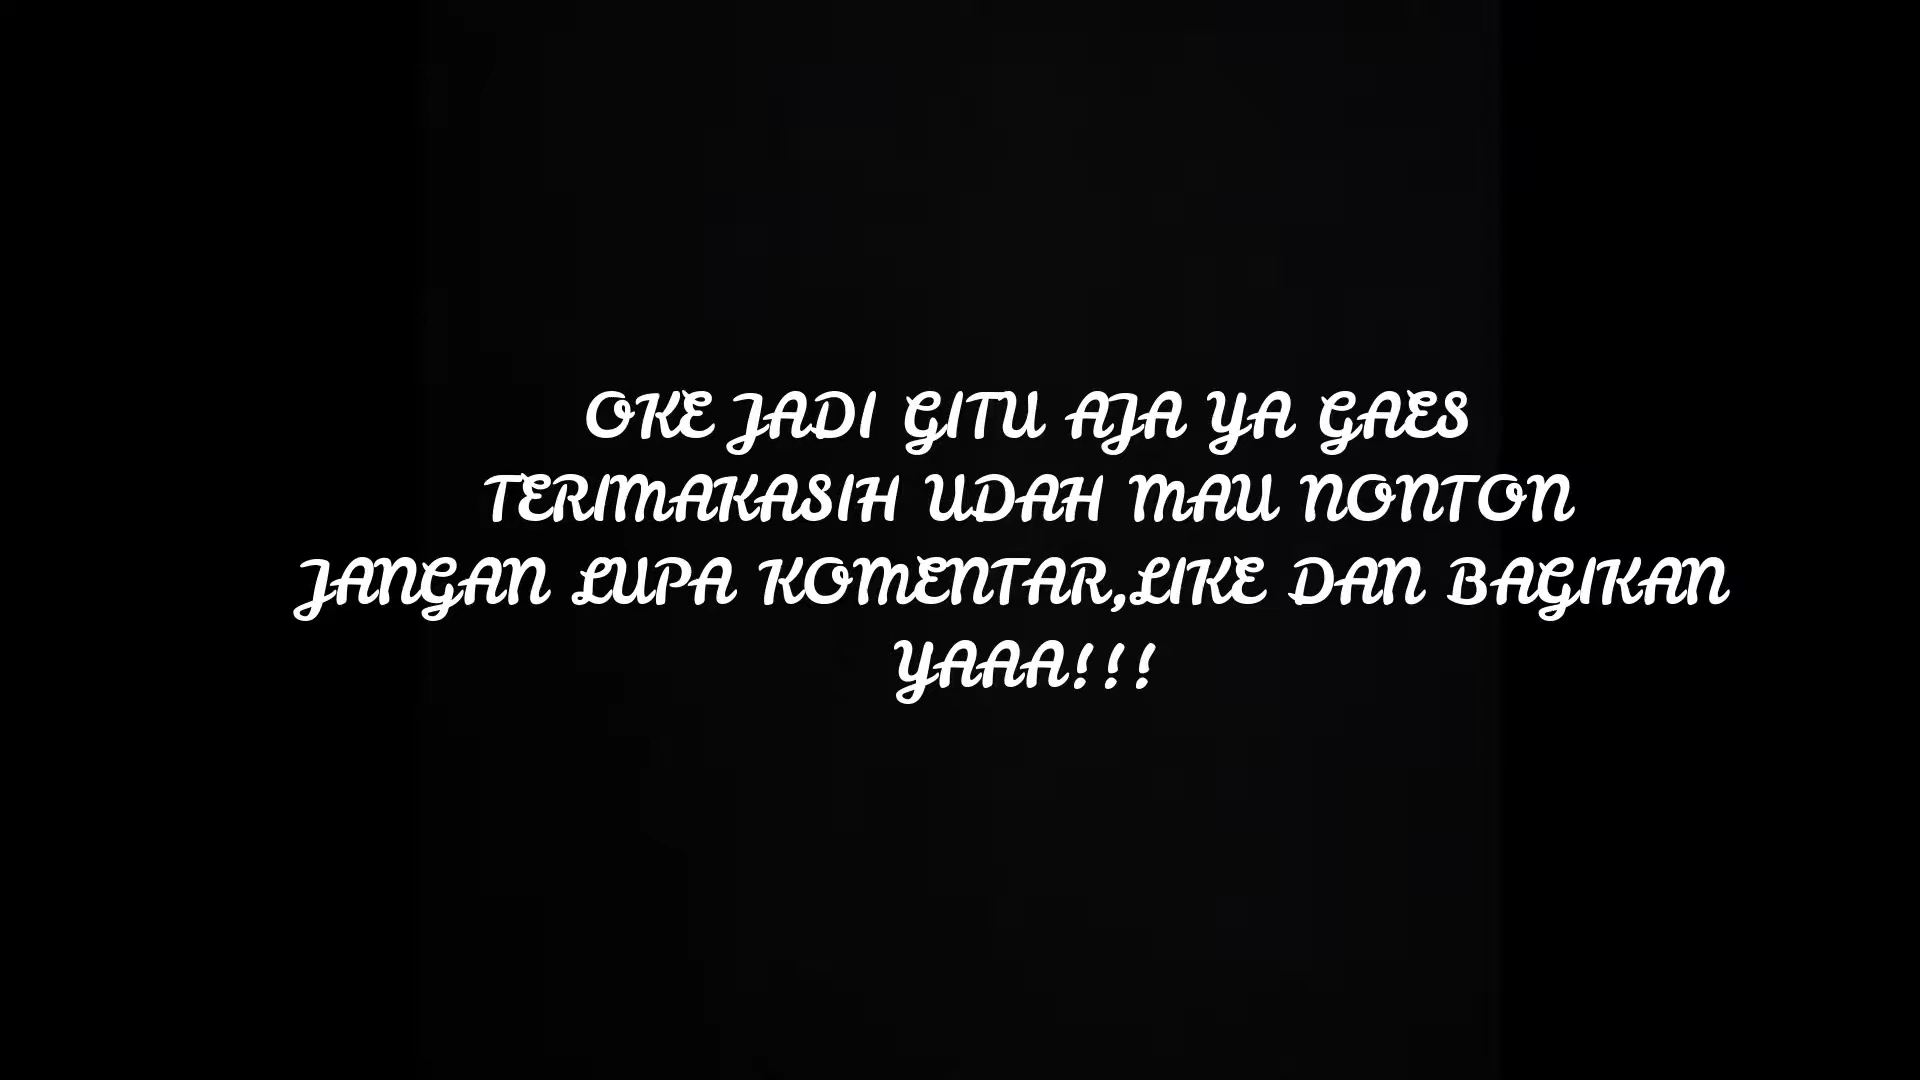 OKE JADI GITU AJA YA GAES
TERIMAKASIH UDAH MAU NONTON
JANGAN LUPA KOMENTAR,LIKE DAN BAGIKAN
YAAA!!!